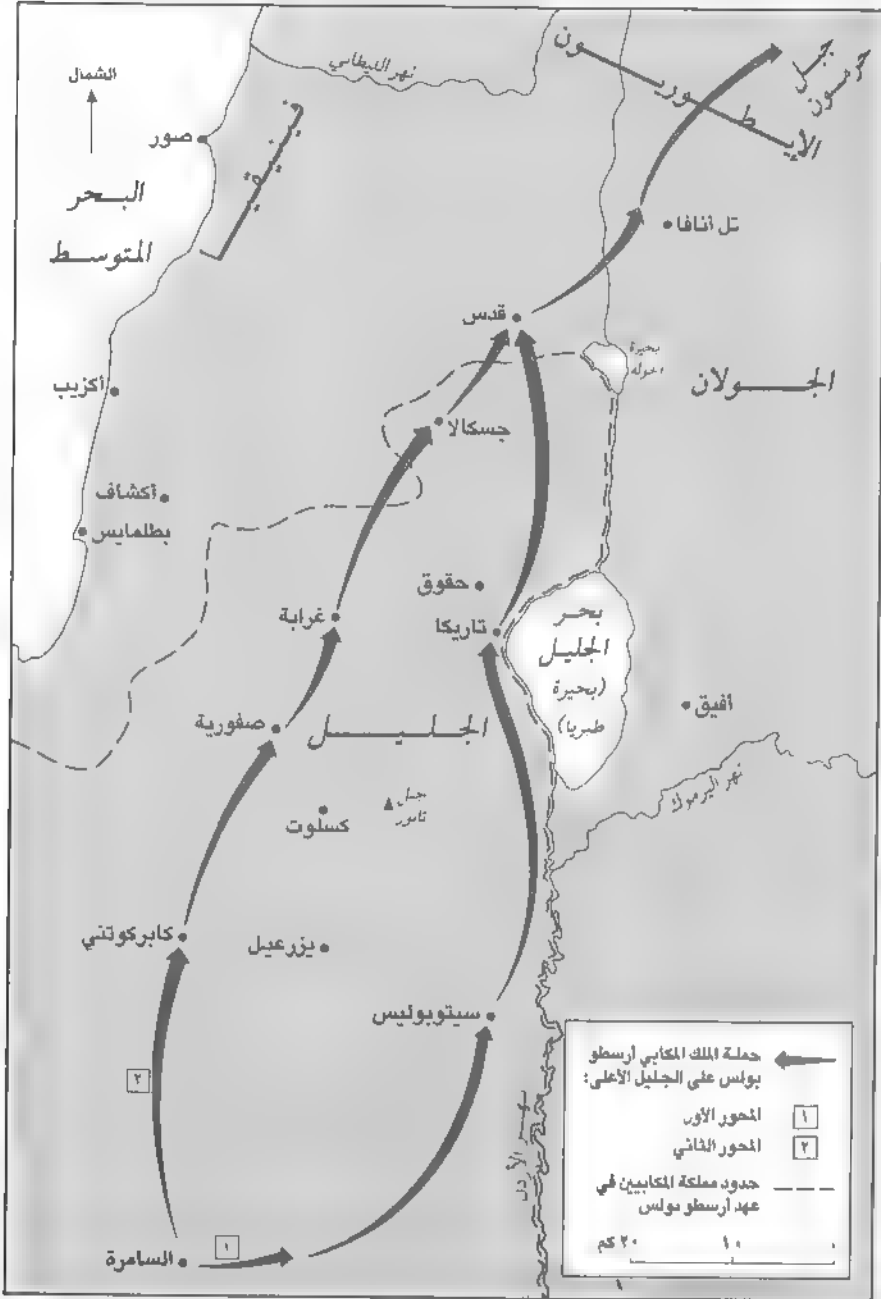 الشمال
نهر الليطاني
جبل
حرمون
الإيطوريون
صور
فينيقي
البحر
المتوسط
تل أنافا
قدس
بحيرة
الحوله
الجولان
أكزيب
جسكالا
أكشاف
بطلمايس
حقوق
غرابة
تاريكا
بحر
الجليل
(بحيرة
طبريا)
أفيق
صفورية
الجليل
نهر اليرموك
جبل
تابور
كسلوت
كابركوتني
يزرعيل
سيتوبوليس
نهر الأردن
٢
١
السامرة
حملة الملك المكابي أرسطو
بولس على الجليل الأعلى:
١ المحور الأول
٢ المحور الثاني
حدود مملكة المكابيين في
عهد أرسطو بولس
٢٠ كم ١٠ ٠